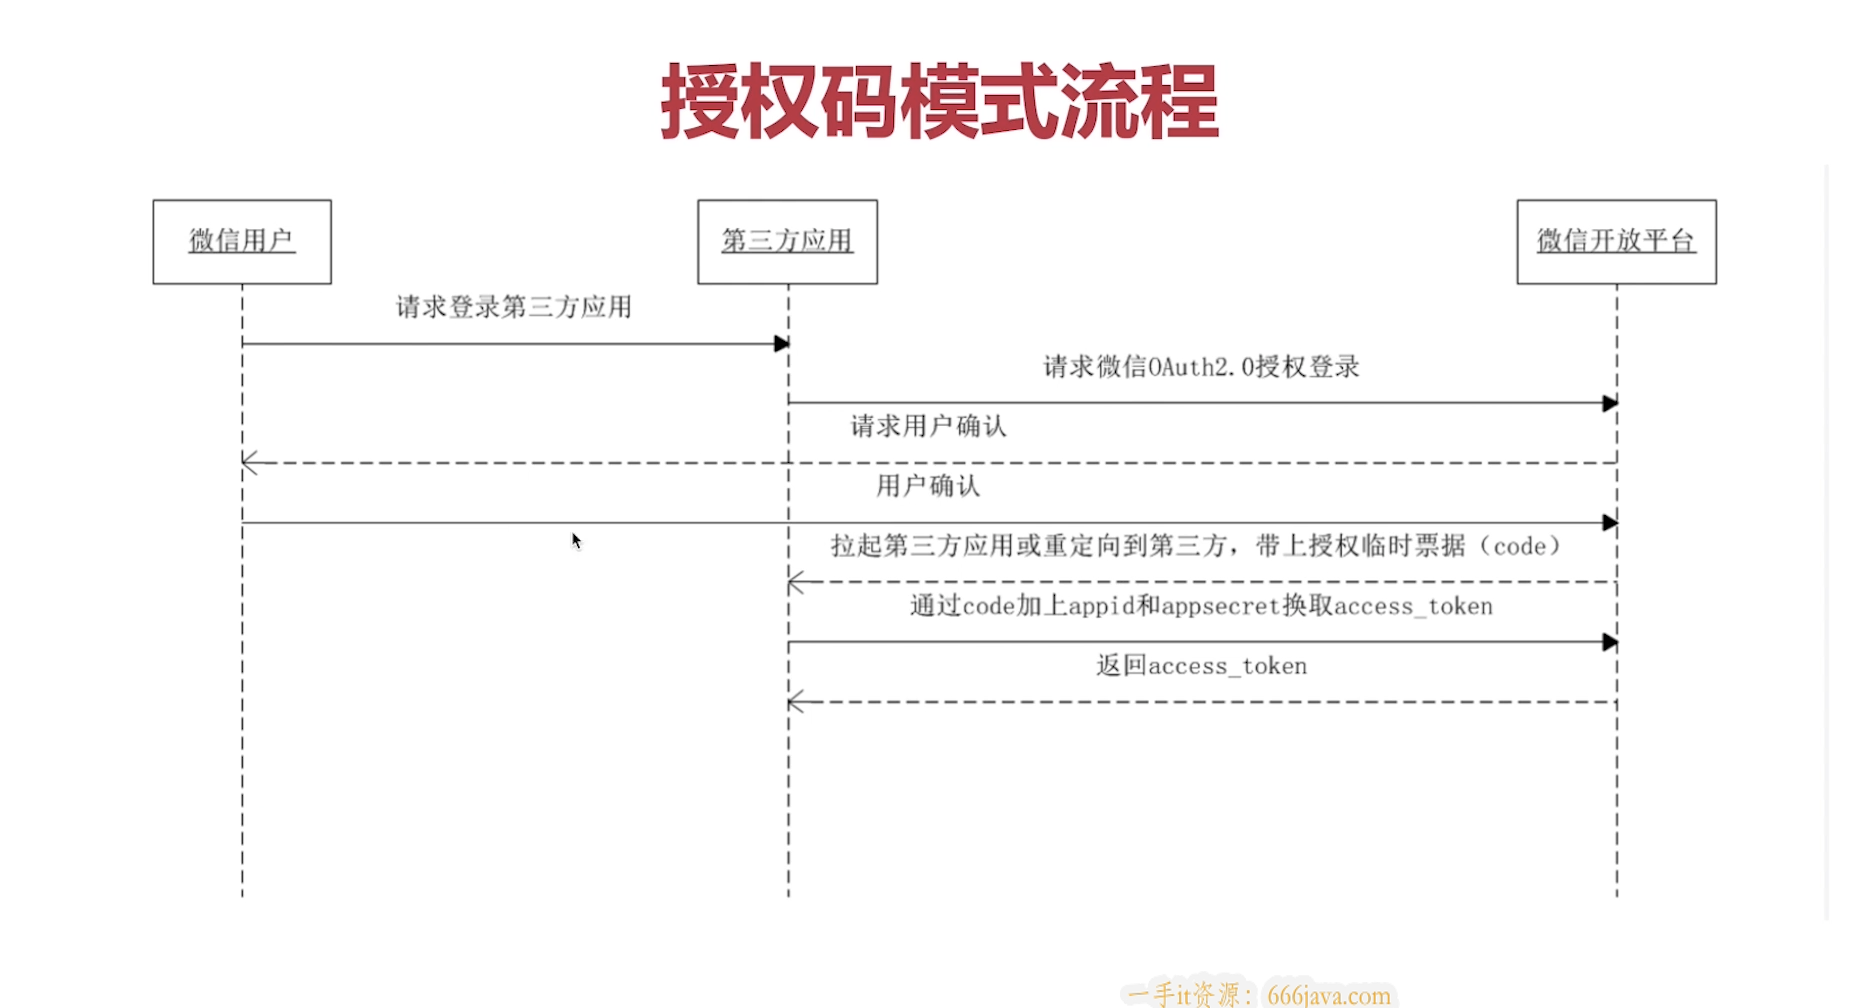 授权码模式流程
微信用户
第三方应用
微信开放平台
请求登录第三方应用
请求微信OAuth2.0授权登录
请求用户确认
用户确认
拉起第三方应用或重定向到第三方，带上授权临时票据（code）
通过code加上appid和appsecret换取access_token
返回access_token
一手it资源：666java.com